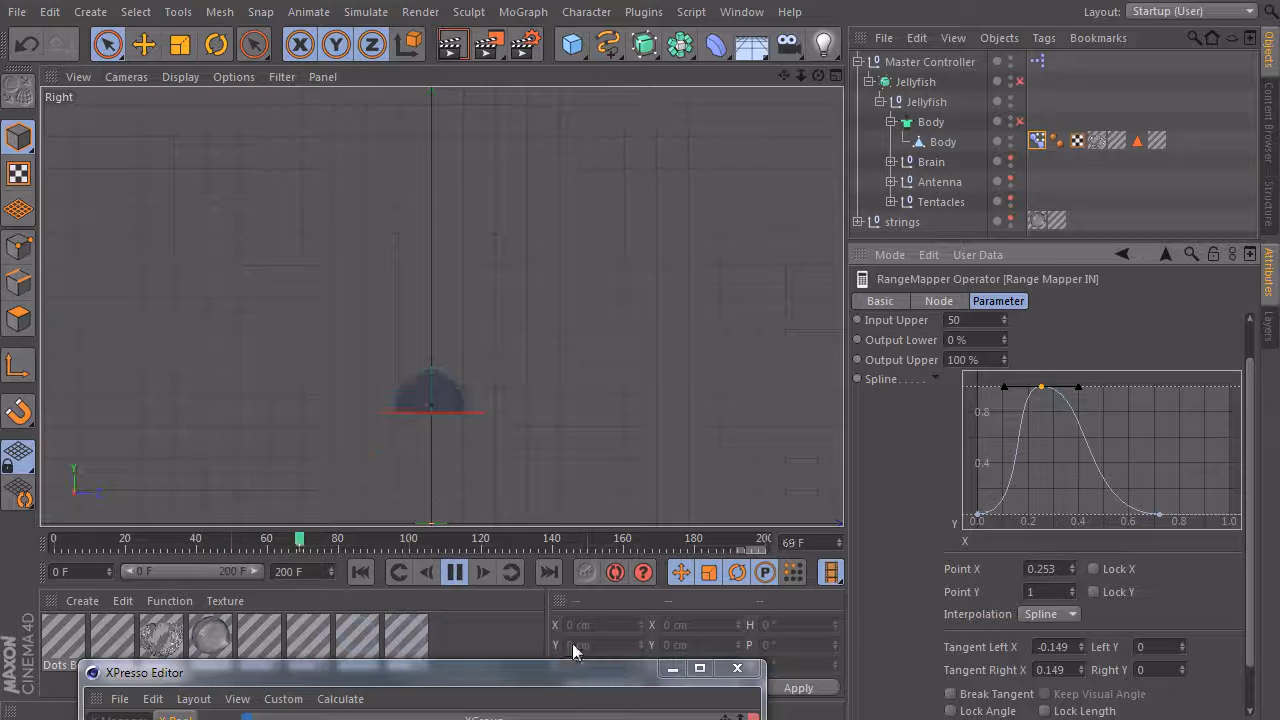 File Edit Create Select Tools Mesh Snap Animate Simulate Render Sculpt MoGraph Character Plugins Script Window Help Layout: Startup (User)
File Edit View Objects Tags Bookmarks
View Cameras Display Options Filter Panel
Right
Master Controller
Jellyfish
Jellyfish
Body
Body
Brain
Antenna
Tentacles
strings
Objects
Content Browser
Structure
Attributes
Layers
Mode Edit User Data
RangeMapper Operator [Range Mapper IN]
Basic Node Parameter
Input Upper 50
Output Lower 0 %
Output Upper 100 %
Spline.....
0.8
0.4
Y 0.0 0.2 0.4 0.6 0.8 1.0
X
Point X 0.253 Lock X
Point Y 1 Lock Y
Interpolation Spline
Tangent Left X -0.149 Left Y 0
Tangent Right X 0.149 Right Y 0
Break Tangent Keep Visual Angle
Lock Angle Lock Length
Y
0 20 40 60 80 100 120 140 160 180 200 69 F
0 F 0 F 200 F 200 F
Create Edit Function Texture
-- -- --
X 0 cm X 0 cm H 0 °
Y 0 cm Y 0 cm P 0 °
Dots B
Apply
MAXON CINEMA 4D
XPresso Editor
File Edit Layout View Custom Calculate